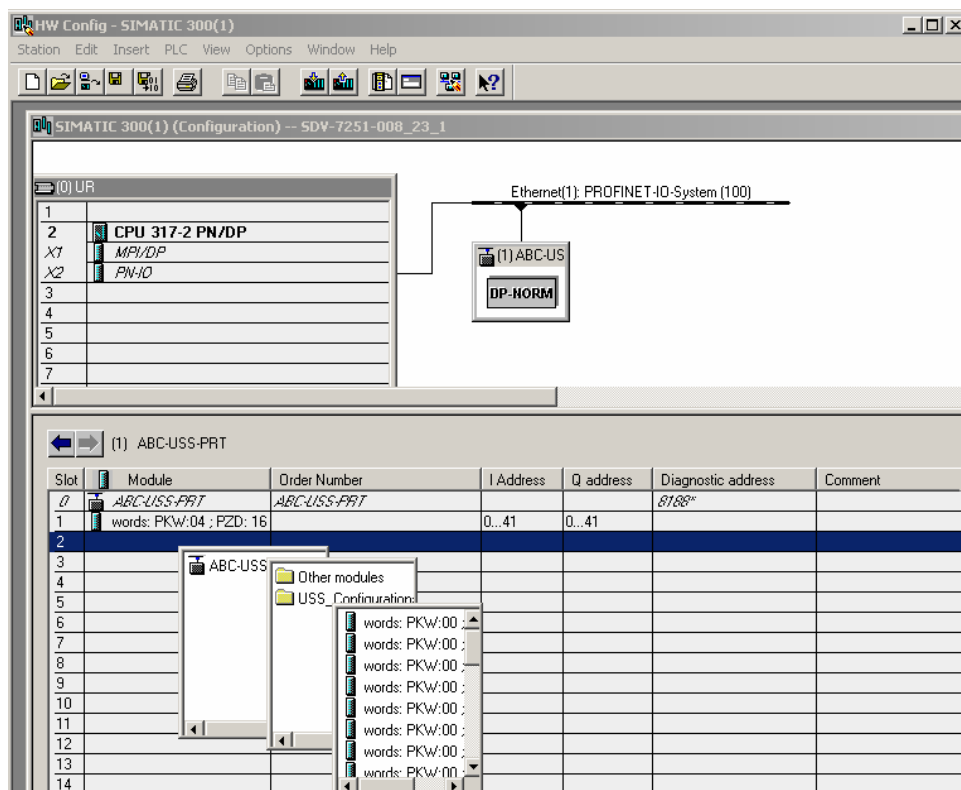 HW Config - SIMATIC 300(1)
Station Edit Insert PLC View Options Window Help
SIMATIC 300(1) (Configuration) -- SDV-7251-008_23_1
(0) UR
1
2 CPU 317-2 PN/DP
X1 MPI/DP
X2 PN-IO
3
4
5
6
7
Ethernet(1): PROFINET-IO-System (100)
(1) ABC-US
DP-NORM
(1) ABC-USS-PRT
Slot Module Order Number I Address Q address Diagnostic address Comment
0 ABC-USS-PRT ABC-USS-PRT 8188*
1 words: PKW:04 ; PZD: 16 0...41 0...41
2
3
4
5
6
7
8
9
10
11
12
13
14
ABC-USS
Other modules
USS_Configuration
words: PKW:00 ;
words: PKW:00 ;
words: PKW:00 ;
words: PKW:00 ;
words: PKW:00 ;
words: PKW:00 ;
words: PKW:00 ;
words: PKW:00 ;